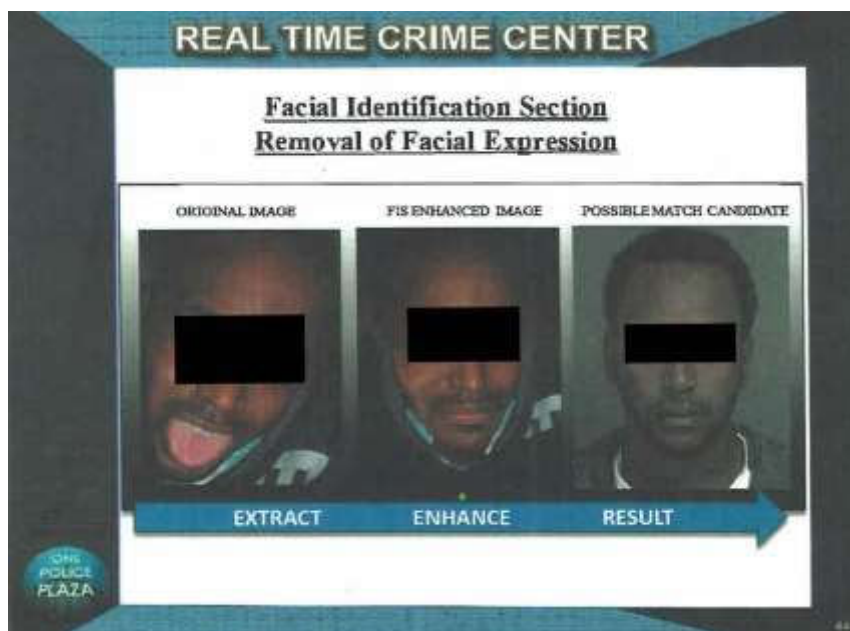 REAL TIME CRIME CENTER
Facial Identification Section
Removal of Facial Expression
ORIGINAL IMAGE
FIS ENHANCED IMAGE
POSSIBLE MATCH CANDIDATE
EXTRACT
ENHANCE
RESULT
ONE
POLICE
PLAZA